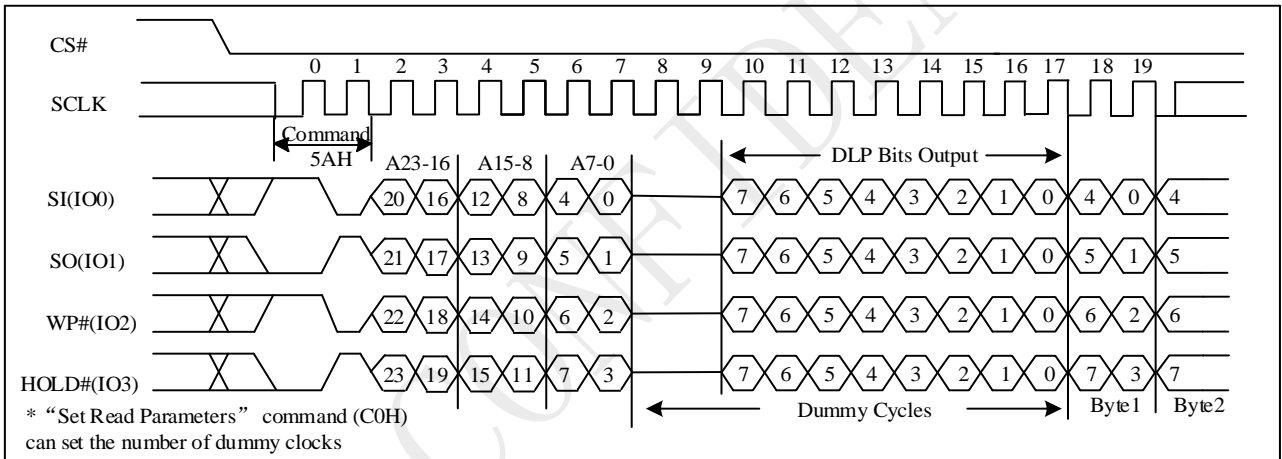 CS#
0 1 2 3 4 5 6 7 8 9 10 11 12 13 14 15 16 17 18 19
SCLK
Command
5AH
A23-16 A15-8 A7-0 DLP Bits Output
SI(IO0) 20 16 12 8 4 0 7 6 5 4 3 2 1 0 4 0 4
SO(IO1) 21 17 13 9 5 1 7 6 5 4 3 2 1 0 5 1 5
WP#(IO2) 22 18 14 10 6 2 7 6 5 4 3 2 1 0 6 2 6
HOLD#(IO3) 23 19 15 11 7 3 7 6 5 4 3 2 1 0 7 3 7
Dummy Cycles Byte1 Byte2
* “Set Read Parameters” command (C0H)
can set the number of dummy clocks